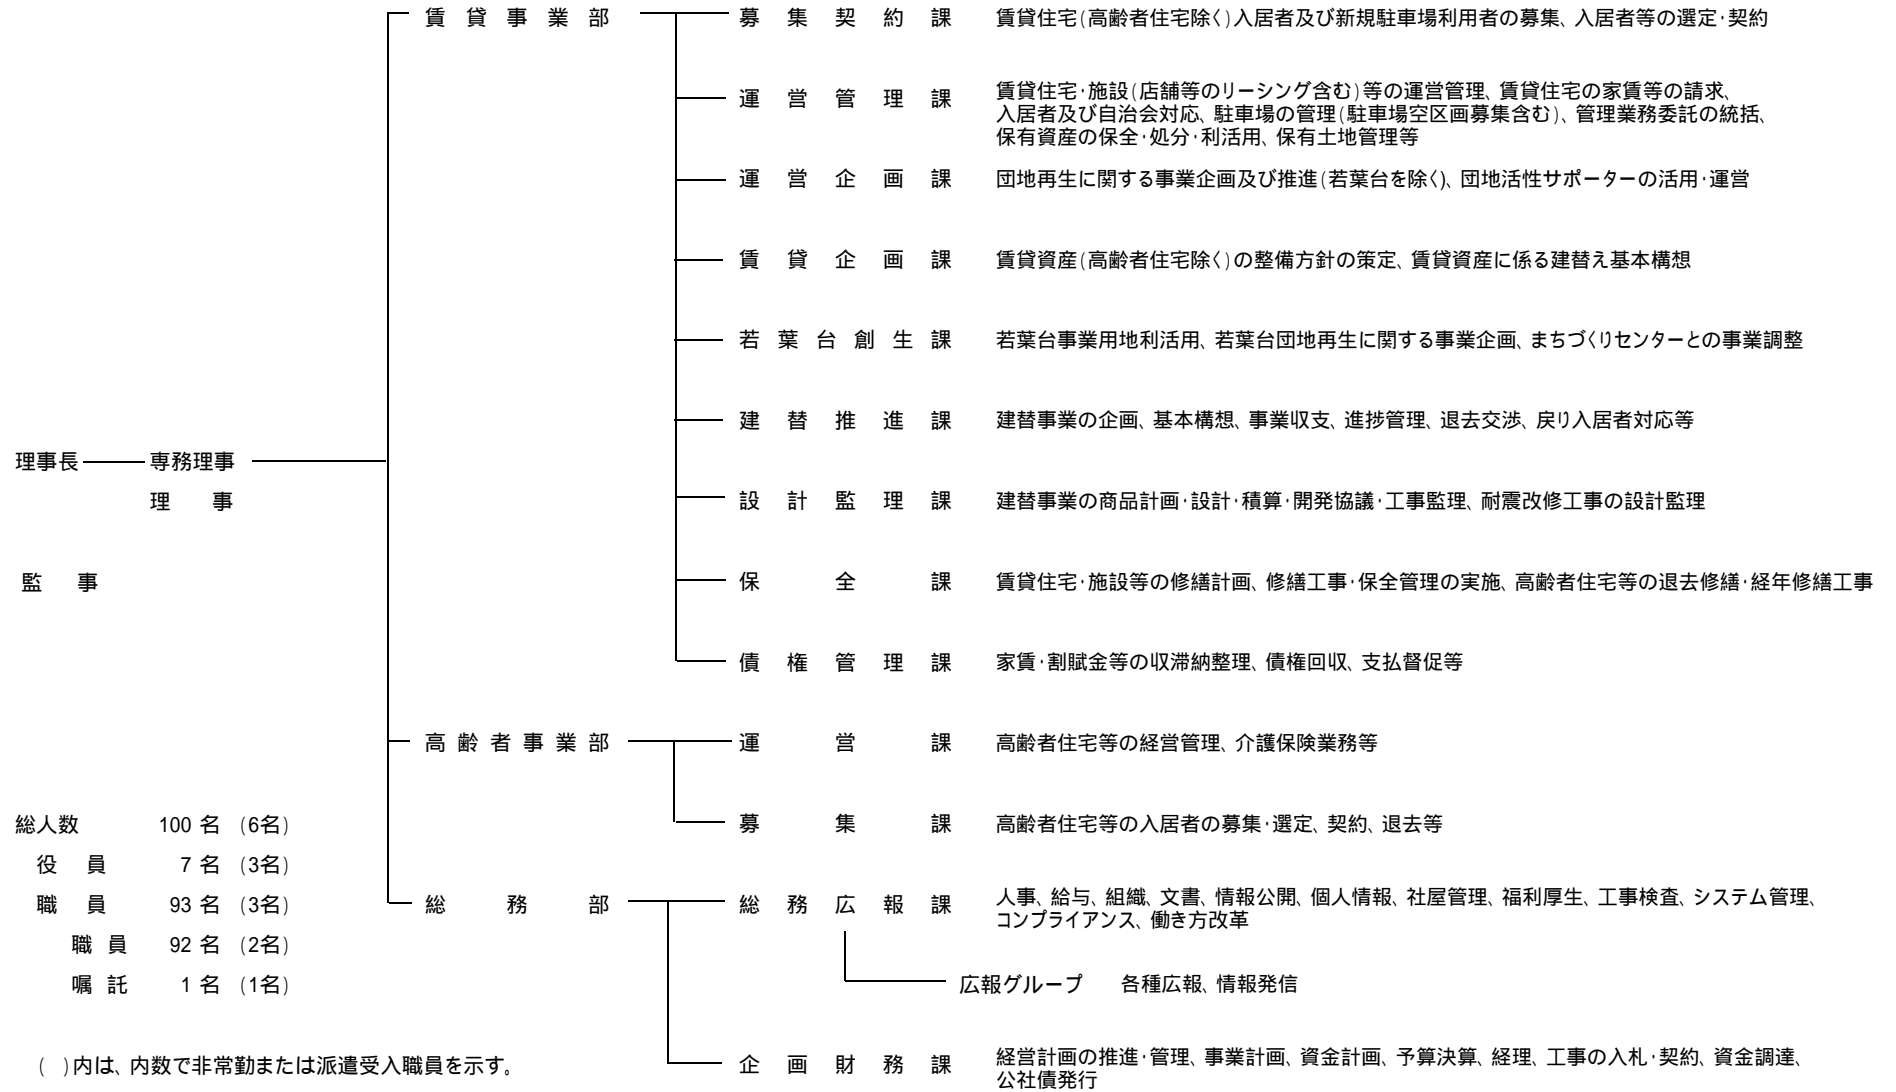 賃貸事業部 募集契約課 賃貸住宅(高齢者住宅除く)入居者及び新規駐車場利用者の募集、入居者等の選定・契約
運営管理課 賃貸住宅・施設(店舗等のリーシング含む)等の運営管理、賃貸住宅の家賃等の請求、
入居者及び自治会対応、駐車場の管理(駐車場空区画募集含む)、管理業務委託の統括、
保有資産の保全・処分・利活用、保有土地管理等
運営企画課 団地再生に関する事業企画及び推進(若葉台を除く)、団地活性サポーターの活用・運営
賃貸企画課 賃貸資産(高齢者住宅除く)の整備方針の策定、賃貸資産に係る建替え基本構想
若葉台創生課 若葉台事業用地利活用、若葉台団地再生に関する事業企画、まちづくりセンターとの事業調整
建替推進課 建替事業の企画、基本構想、事業収支、進捗管理、退去交渉、戻り入居者対応等
理事長 専務理事
理事
設計監理課 建替事業の商品計画・設計・積算・開発協議・工事監理、耐震改修工事の設計監理
監事
保全課 賃貸住宅・施設等の修繕計画、修繕工事・保全管理の実施、高齢者住宅等の退去修繕・経年修繕工事
債権管理課 家賃・割賦金等の収滞納整理、債権回収、支払督促等
高齢者事業部 運営課 高齢者住宅等の経営管理、介護保険業務等
募集課 高齢者住宅等の入居者の募集・選定、契約、退去等
総務部 総務広報課 人事、給与、組織、文書、情報公開、個人情報、社屋管理、福利厚生、工事検査、システム管理、
コンプライアンス、働き方改革
広報グループ 各種広報、情報発信
企画財務課 経営計画の推進・管理、事業計画、資金計画、予算決算、経理、工事の入札・契約、資金調達、
公社債発行
総人数 100 名 (6名)
役員 7 名 (3名)
職員 93 名 (3名)
職員 92 名 (2名)
嘱託 1 名 (1名)
( )内は、内数で非常勤または派遣受入職員を示す。